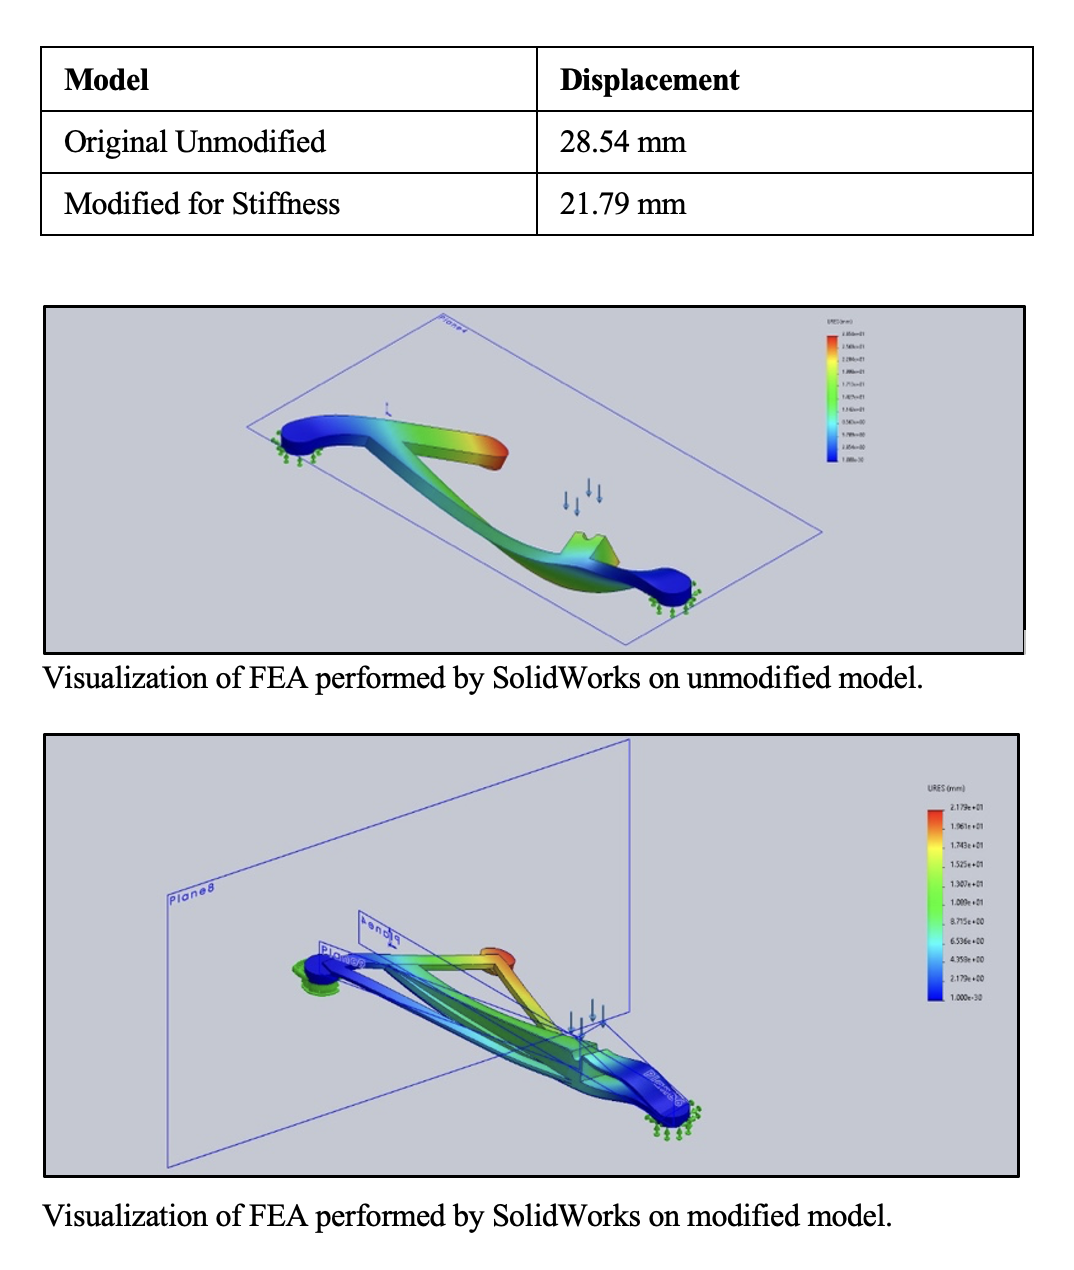 Model Displacement
Original Unmodified 28.54 mm
Modified for Stiffness 21.79 mm
Plane4
URES (mm)
Visualization of FEA performed by SolidWorks on unmodified model.
URES (mm)
2.179e+01
1.961e+01
1.743e+01
1.525e+01
1.307e+01
1.089e+01
8.715e+00
6.536e+00
4.358e+00
2.179e+00
1.000e-30
Plane8
Plane4
Visualization of FEA performed by SolidWorks on modified model.